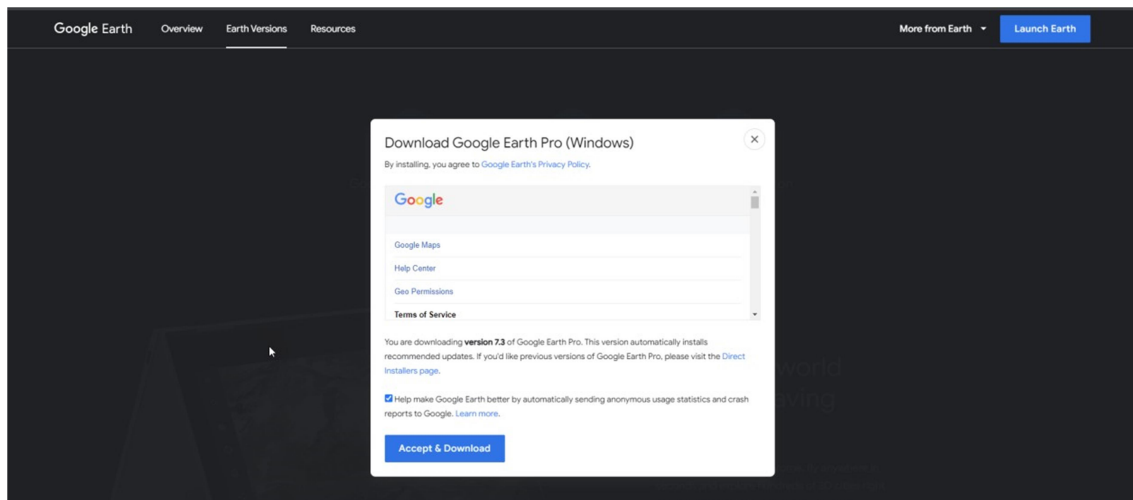 Google Earth
Overview
Earth Versions
Resources
More from Earth
Launch Earth
Download Google Earth Pro (Windows)
By installing, you agree to Google Earth's Privacy Policy.
Google
Google Maps
Help Center
Geo Permissions
Terms of Service
You are downloading version 7.3 of Google Earth Pro. This version automatically installs
recommended updates. If you'd like previous versions of Google Earth Pro, please visit the Direct
Installers page.
Help make Google Earth better by automatically sending anonymous usage statistics and crash
reports to Google. Learn more.
Accept & Download
world